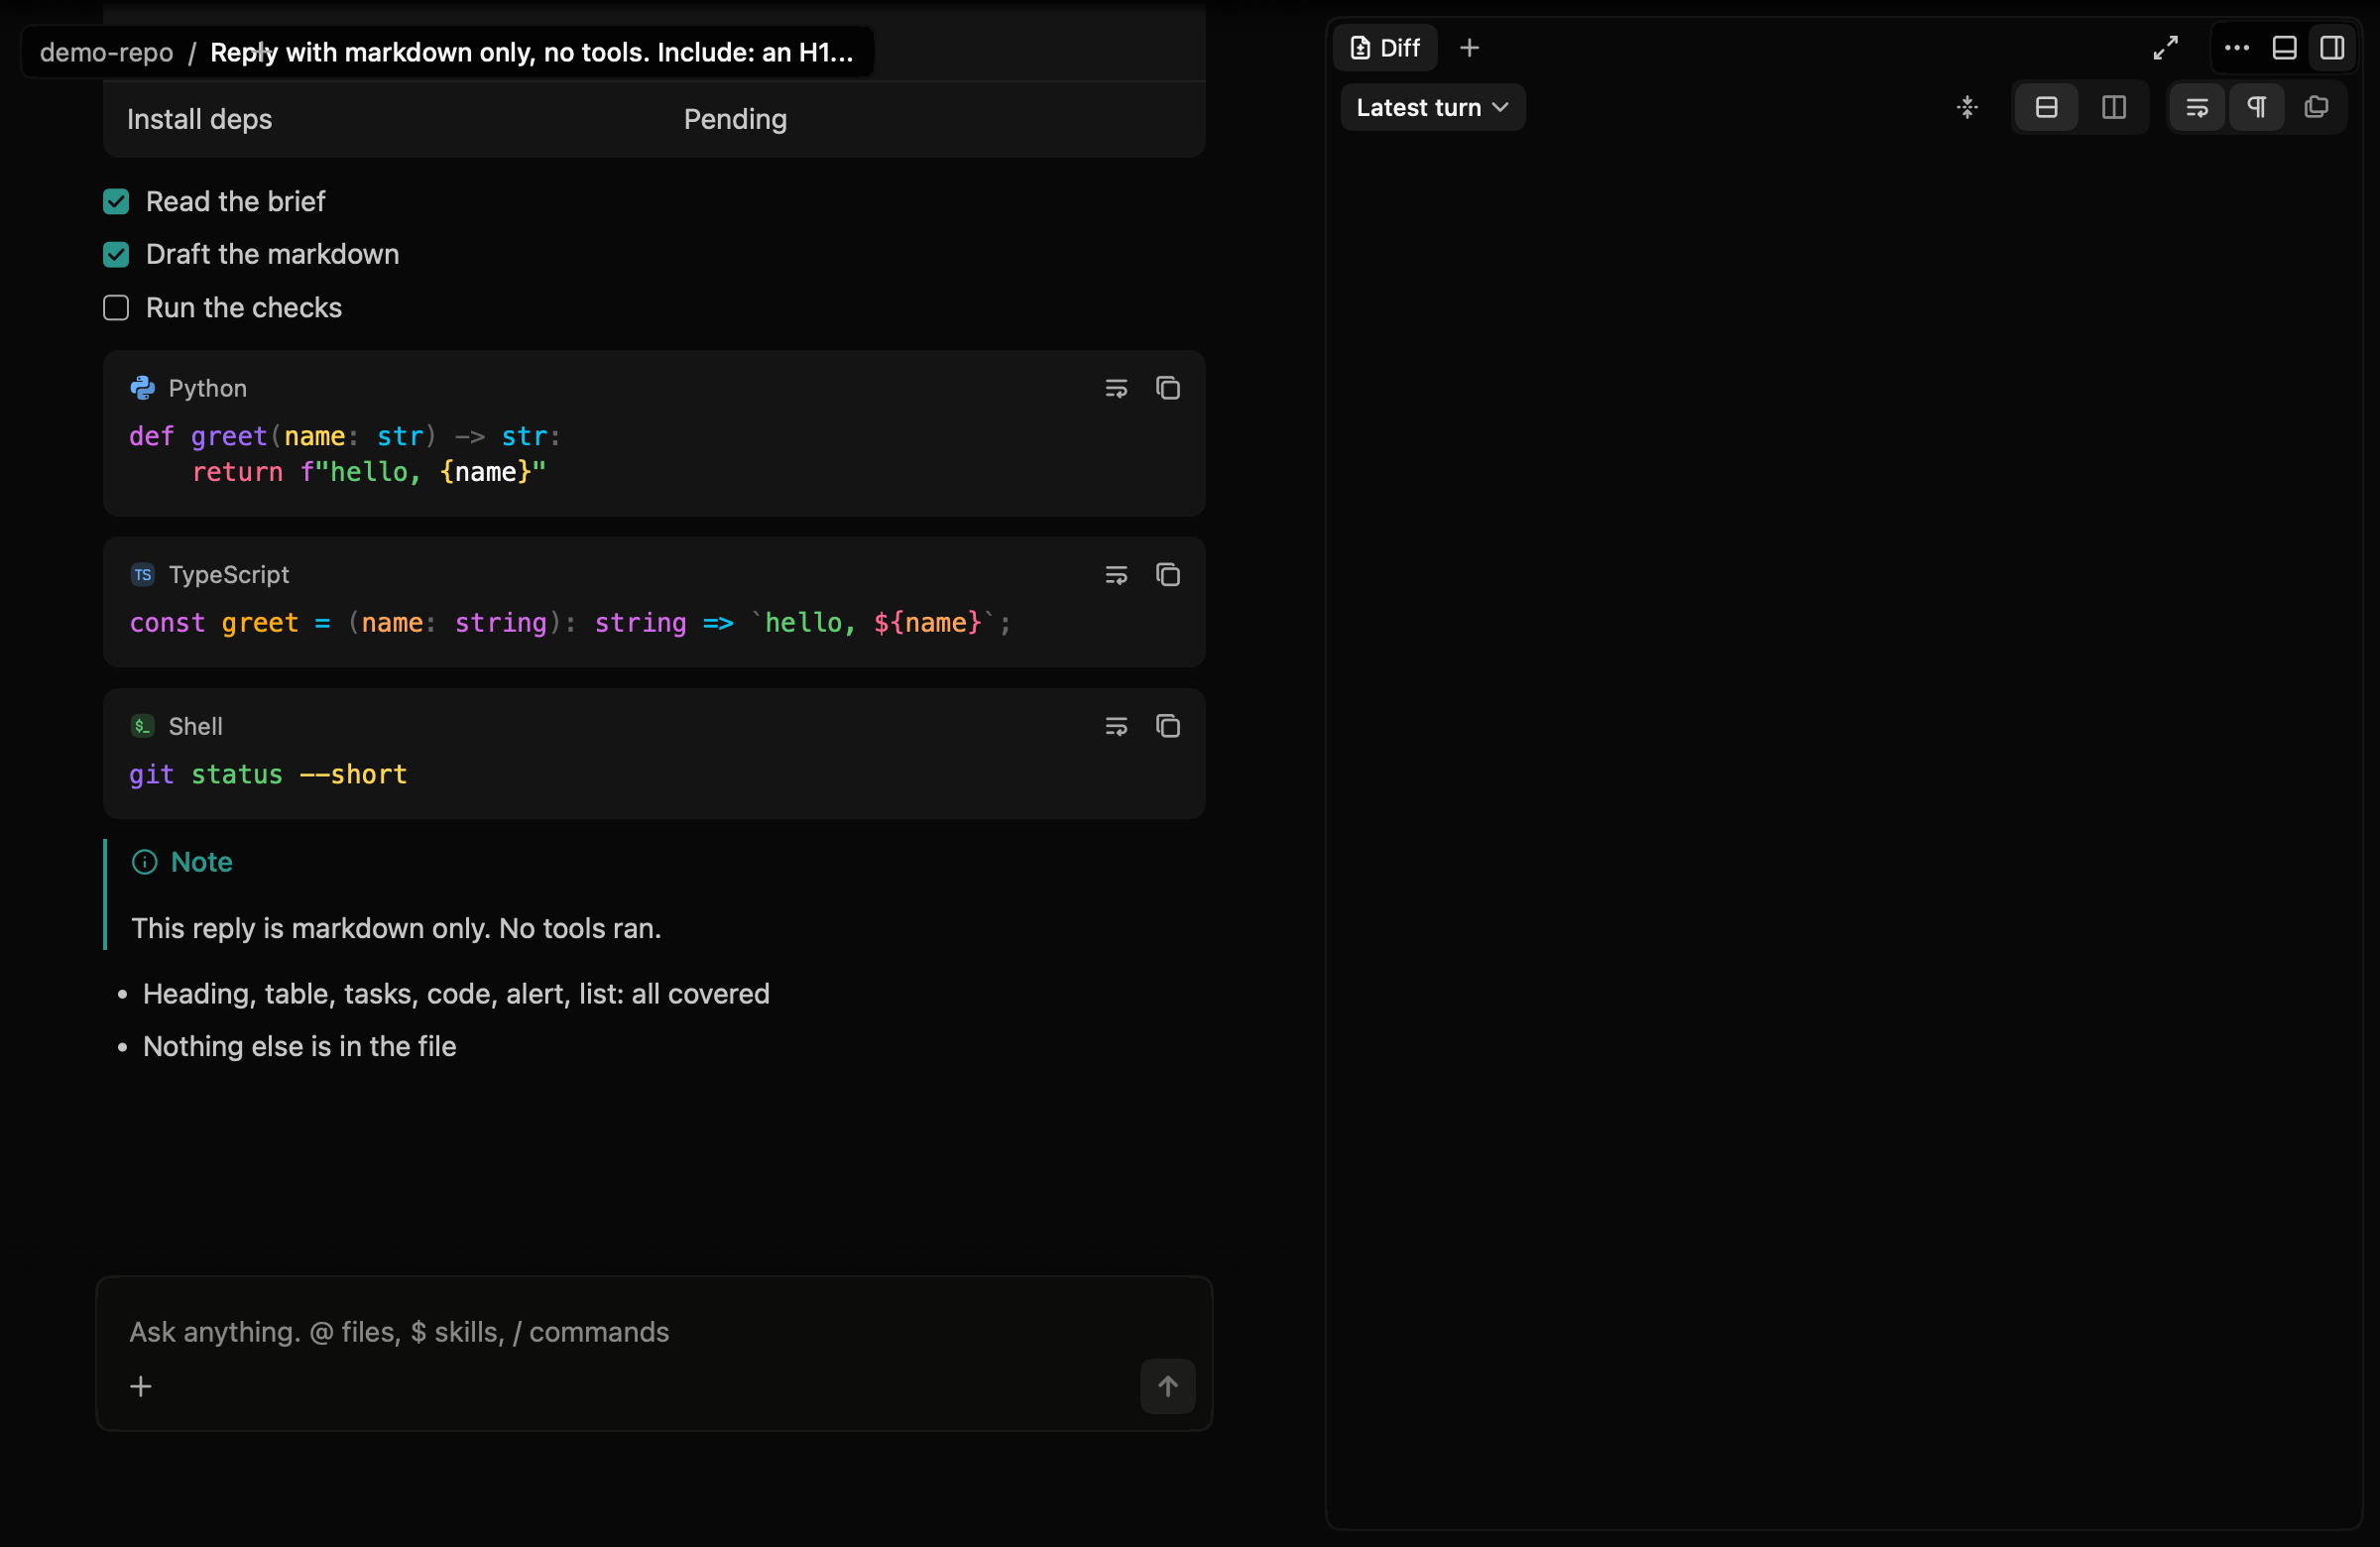 demo-repo / Reply with markdown only, no tools. Include: an H1...
Install deps Pending
Read the brief
Draft the markdown
Run the checks
Python
def greet(name: str) -> str:
    return f"hello, {name}"
TS TypeScript
const greet = (name: string): string => `hello, ${name}`;
$_ Shell
git status --short
Note
This reply is markdown only. No tools ran.
• Heading, table, tasks, code, alert, list: all covered
• Nothing else is in the file
Ask anything. @ files, $ skills, / commands
Diff
Latest turn